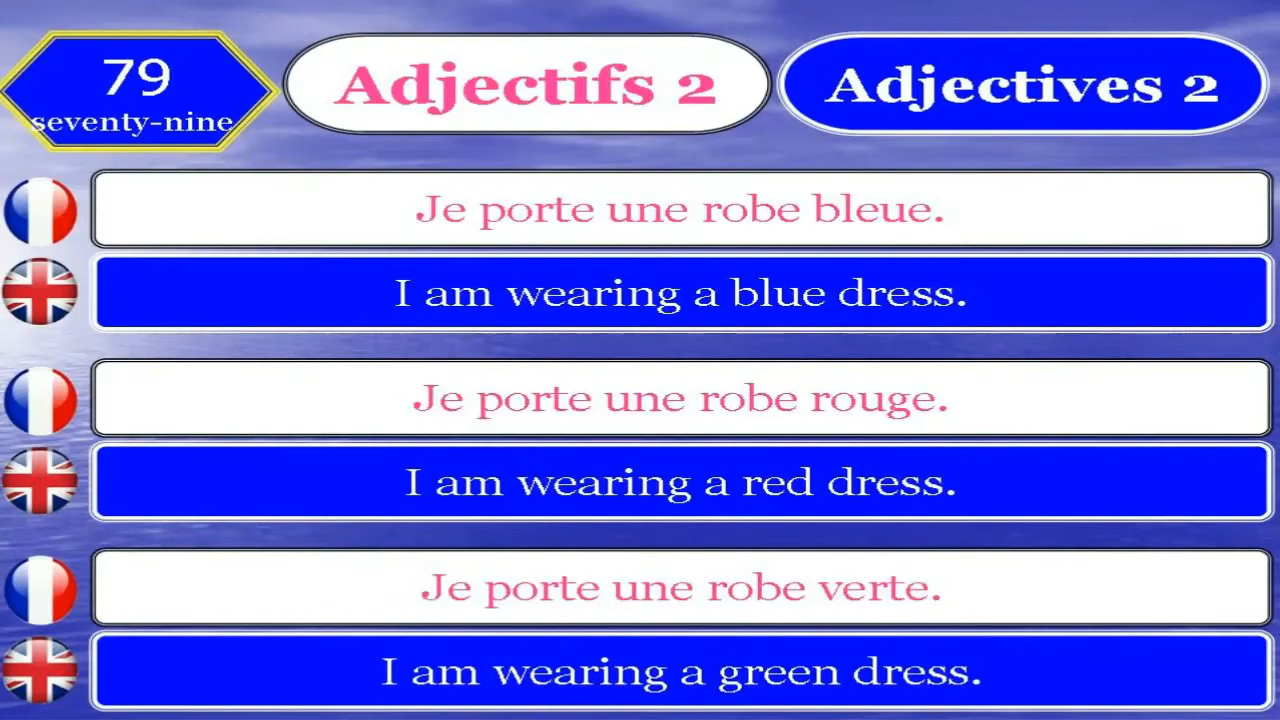 79
seventy-nine
Adjectifs 2
Adjectives 2
Je porte une robe bleue.
I am wearing a blue dress.
Je porte une robe rouge.
I am wearing a red dress.
Je porte une robe verte.
I am wearing a green dress.